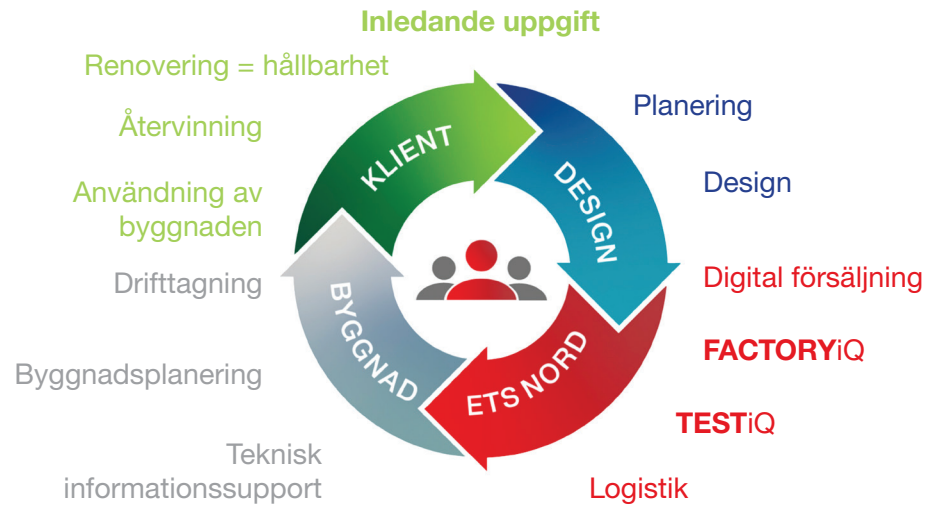 Inledande uppgift
Renovering = hållbarhet
Återvinning
Användning av
byggnaden
Drifttagning
Byggnadsplanering
Teknisk
informationssupport
KLIENT
DESIGN
ETS NORD
BYGGNAD
Planering
Design
Digital försäljning
FACTORYiQ
TESTiQ
Logistik